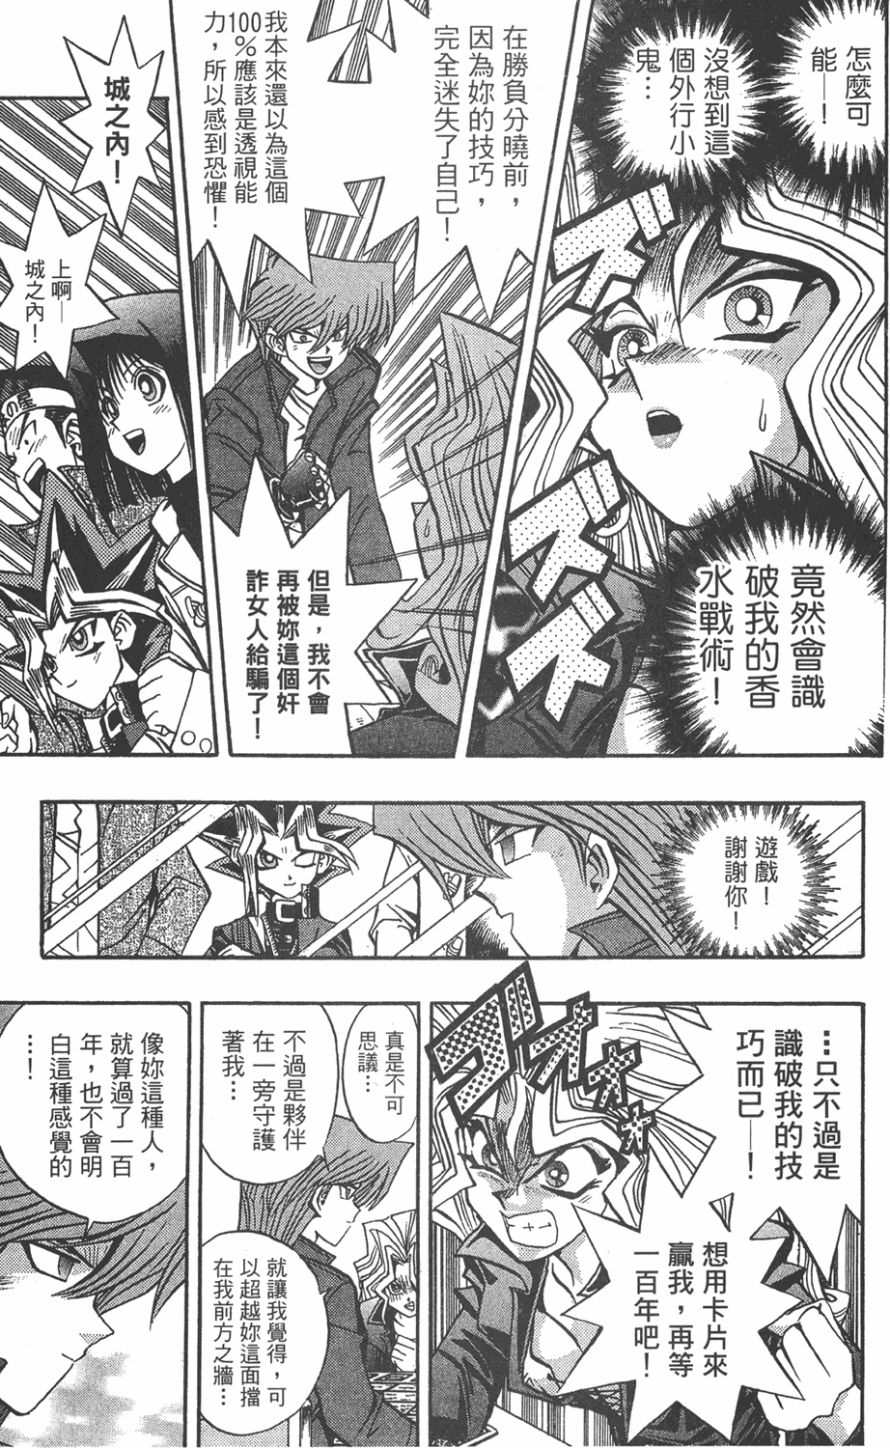 怎麼可
能—！
沒想到這
個外行小
鬼…
ズ
竟然會識
破我的香
水戰術！
ズズズ
在勝負分曉前，
因為妳的技巧，
完全迷失了自己！
我本來還以為這個
100％應該是透視能
力，所以感到恐懼！
但是，我不會
再被妳這個奸
詐女人給騙了！
城之內！
上啊—
城之內！
遊戲！
謝謝你！
…只不過是
識破我的技
巧而已—！
ゴオオオ
想用卡片來
贏我，再等
一百年吧！
真是不可
思議…
不過是夥伴
在一旁守護
著我…
就讓我覺得，可
以超越妳這面擋
在我前方之牆…
像妳這種人，
就算過了一百
年，也不會明
白這種感覺的
…！